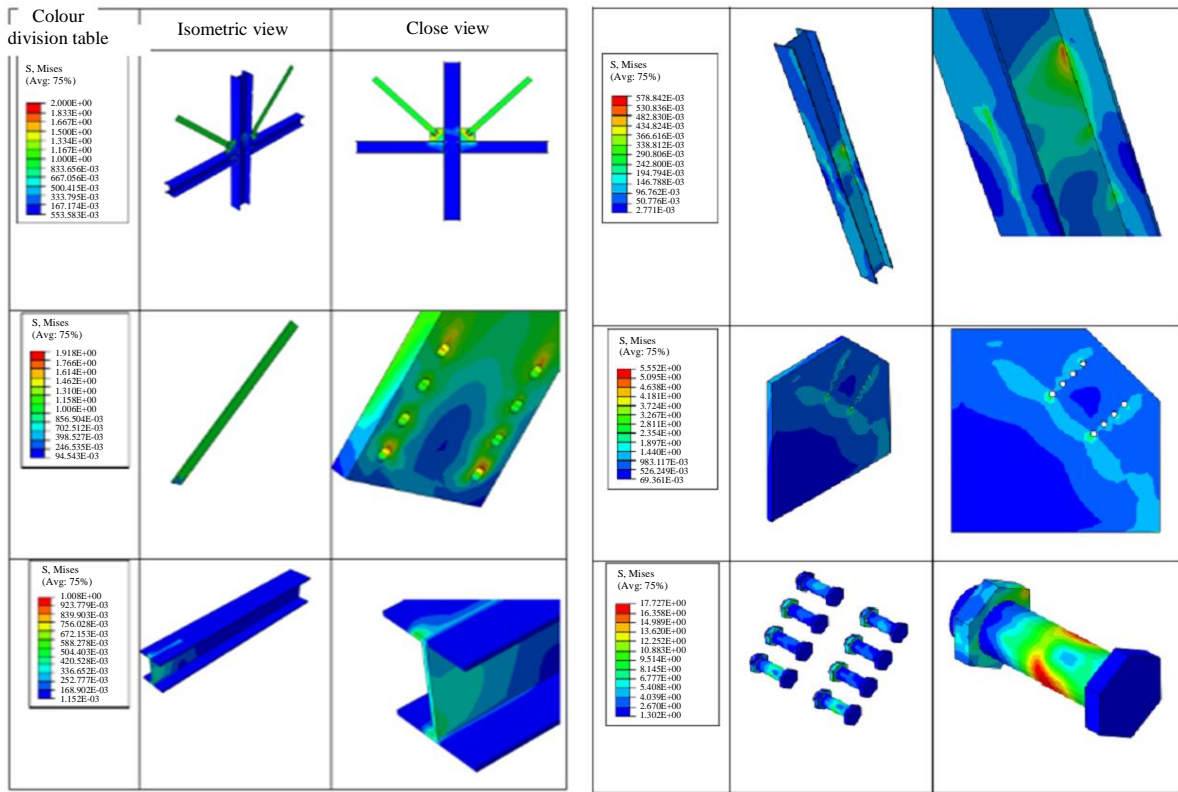 Colour
division table
Isometric view
Close view
S, Mises
(Avg: 75%)
2.000E+00
1.833E+00
1.667E+00
1.500E+00
1.334E+00
1.167E+00
1.000E+00
833.656E-03
667.056E-03
500.415E-03
333.795E-03
167.174E-03
553.583E-03
S, Mises
(Avg: 75%)
1.918E+00
1.766E+00
1.614E+00
1.462E+00
1.310E+00
1.158E+00
1.006E+00
856.504E-03
702.512E-03
398.527E-03
246.535E-03
94.543E-03
S, Mises
(Avg: 75%)
1.008E+00
923.779E-03
839.903E-03
756.028E-03
672.153E-03
588.278E-03
504.403E-03
420.528E-03
336.652E-03
252.777E-03
168.902E-03
1.152E-03
S, Mises
(Avg: 75%)
578.842E-03
530.836E-03
482.830E-03
434.824E-03
366.616E-03
338.812E-03
290.806E-03
242.800E-03
194.794E-03
146.788E-03
96.762E-03
50.776E-03
2.771E-03
S, Mises
(Avg: 75%)
5.552E+00
5.095E+00
4.638E+00
4.181E+00
3.724E+00
3.267E+00
2.811E+00
2.354E+00
1.897E+00
1.440E+00
983.117E-03
526.249E-03
69.361E-03
S, Mises
(Avg: 75%)
17.727E+00
16.358E+00
14.989E+00
13.620E+00
12.252E+00
10.883E+00
9.514E+00
8.145E+00
6.777E+00
5.408E+00
4.039E+00
2.670E+00
1.302E+00